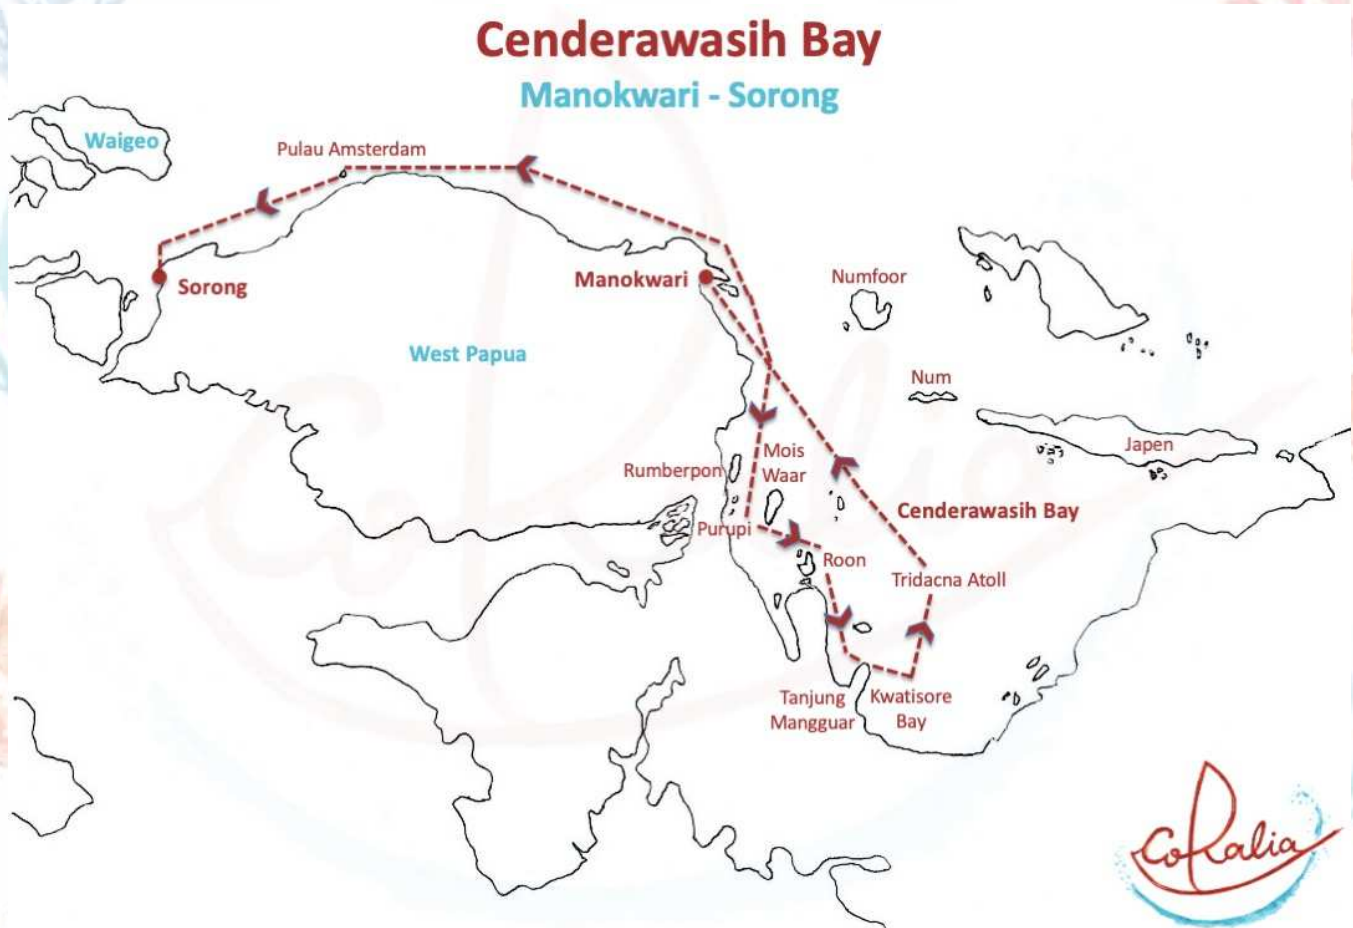 Cenderawasih Bay
Manokwari - Sorong
Waigeo
Pulau Amsterdam
Sorong
Manokwari
Numfoor
West Papua
Num
Japen
Mois
Waar
Rumberpon
Cenderawasih Bay
Purupi
Roon
Tridacna Atoll
Tanjung
Mangguar
Kwatisore
Bay
CoRalia
CoRalia